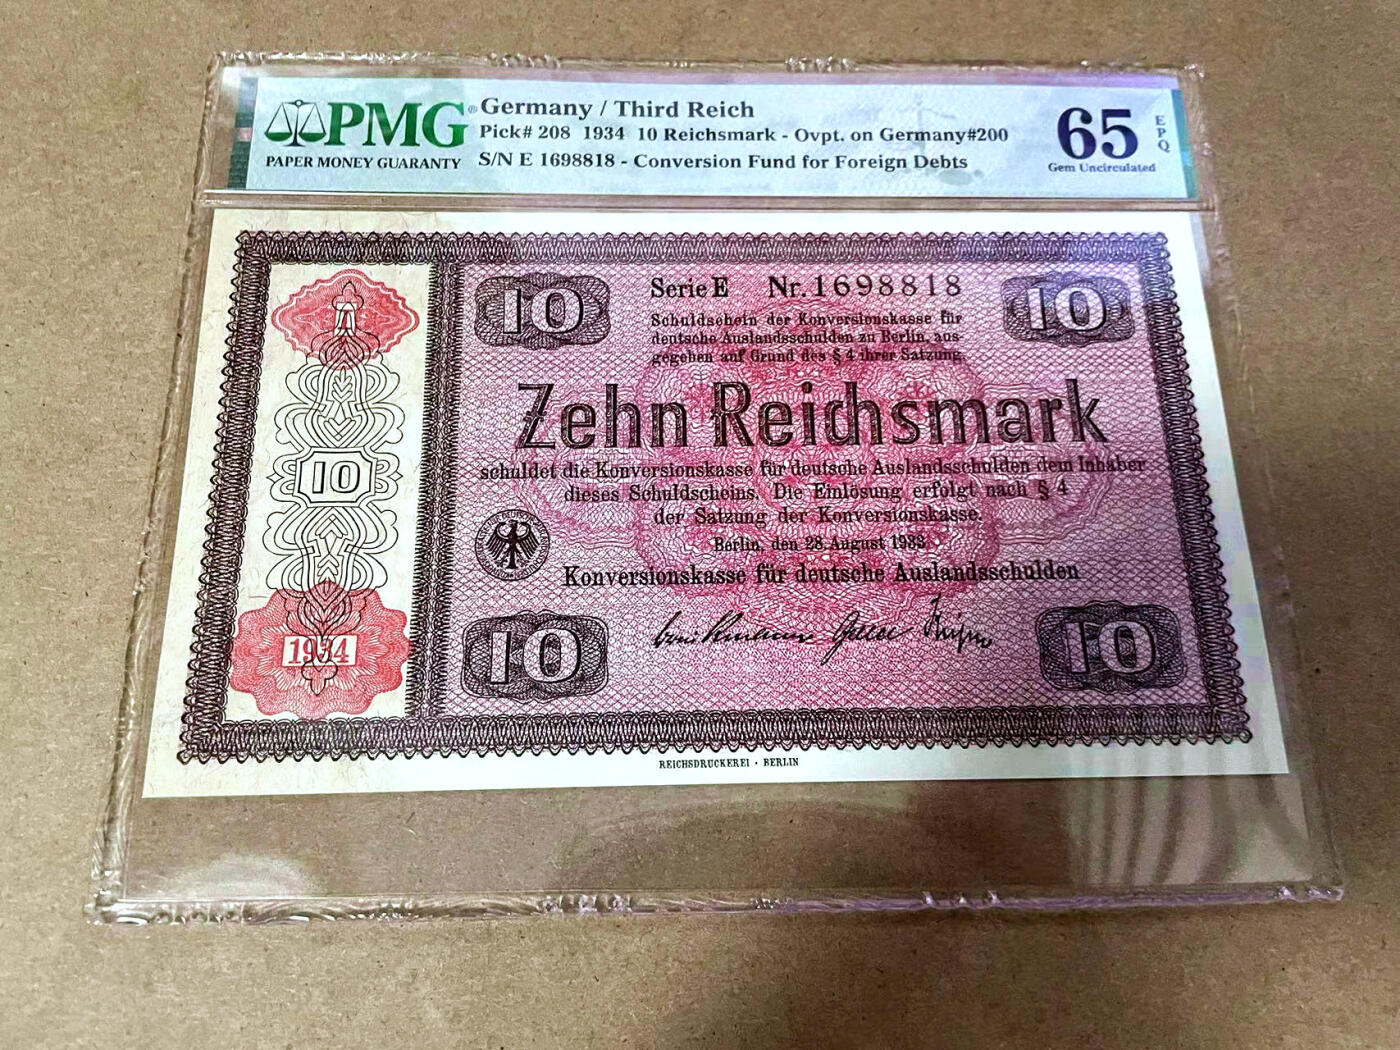 PMG®
PAPER MONEY GUARANTY
Germany / Third Reich
Pick# 208 1934 10 Reichsmark - Ovpt. on Germany#200
S/N E 1698818 - Conversion Fund for Foreign Debts
65
EPQ
Gem Uncirculated
10
Serie E Nr. 1698818
10
Schuldschein der Konversionskasse für
deutsche Auslandsschulden zu Berlin, aus-
gegeben auf Grund des § 4 ihrer Satzung.
Zehn Reichsmark
schuldet die Konversionskasse für deutsche Auslandsschulden dem Inhaber
dieses Schuldscheins. Die Einlösung erfolgt nach § 4
der Satzung der Konversionskasse.
Berlin, den 28. August 1933.
Konversionskasse für deutsche Auslandsschulden
10
10
10
1934
REICHSDRUCKEREI · BERLIN